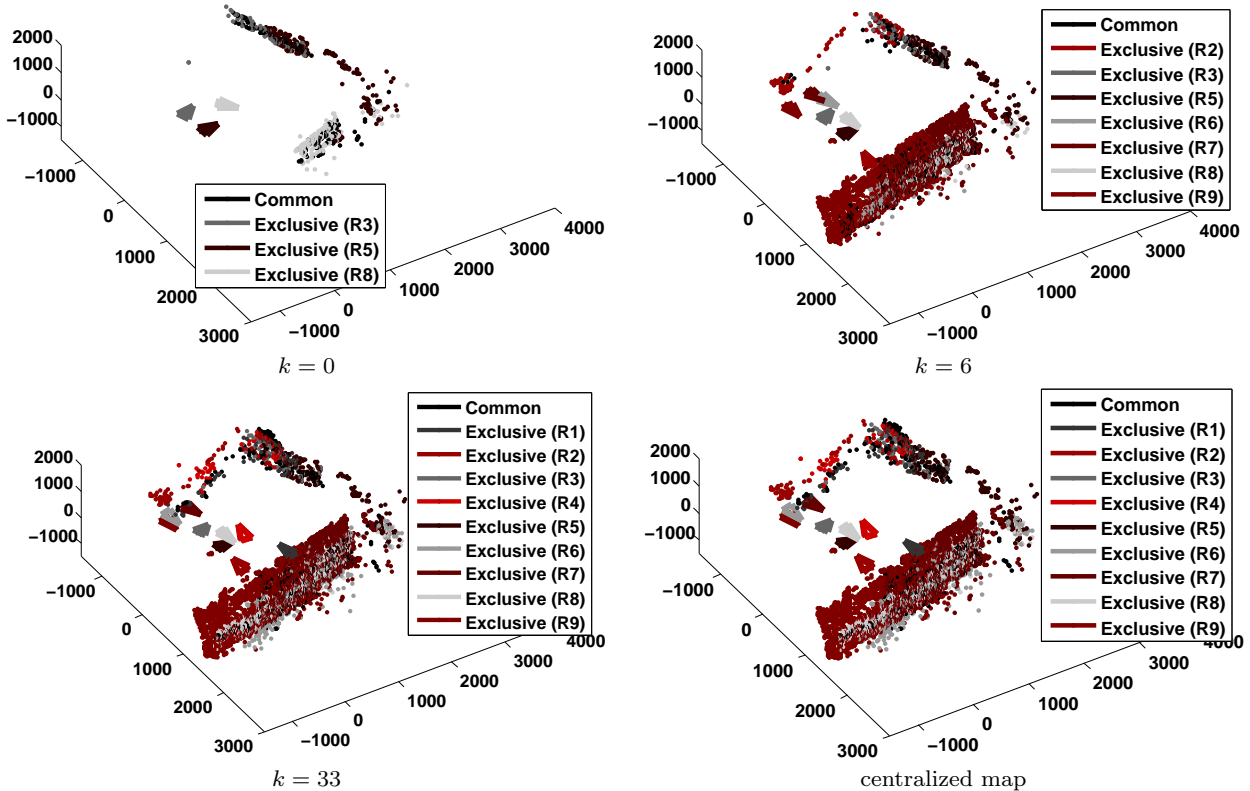 2000
1000
0
−1000
−1000
0
1000
2000
3000
−1000
0
1000
2000
3000
4000
Common
Exclusive (R3)
Exclusive (R5)
Exclusive (R8)
k = 0
2000
1000
0
−1000
−1000
0
1000
2000
3000
−1000
0
1000
2000
3000
4000
Common
Exclusive (R2)
Exclusive (R3)
Exclusive (R5)
Exclusive (R6)
Exclusive (R7)
Exclusive (R8)
Exclusive (R9)
k = 6
2000
1000
0
−1000
−1000
0
1000
2000
3000
−1000
0
1000
2000
3000
4000
Common
Exclusive (R1)
Exclusive (R2)
Exclusive (R3)
Exclusive (R4)
Exclusive (R5)
Exclusive (R6)
Exclusive (R7)
Exclusive (R8)
Exclusive (R9)
k = 33
2000
1000
0
−1000
−1000
0
1000
2000
3000
−1000
0
1000
2000
3000
4000
Common
Exclusive (R1)
Exclusive (R2)
Exclusive (R3)
Exclusive (R4)
Exclusive (R5)
Exclusive (R6)
Exclusive (R7)
Exclusive (R8)
Exclusive (R9)
centralized map